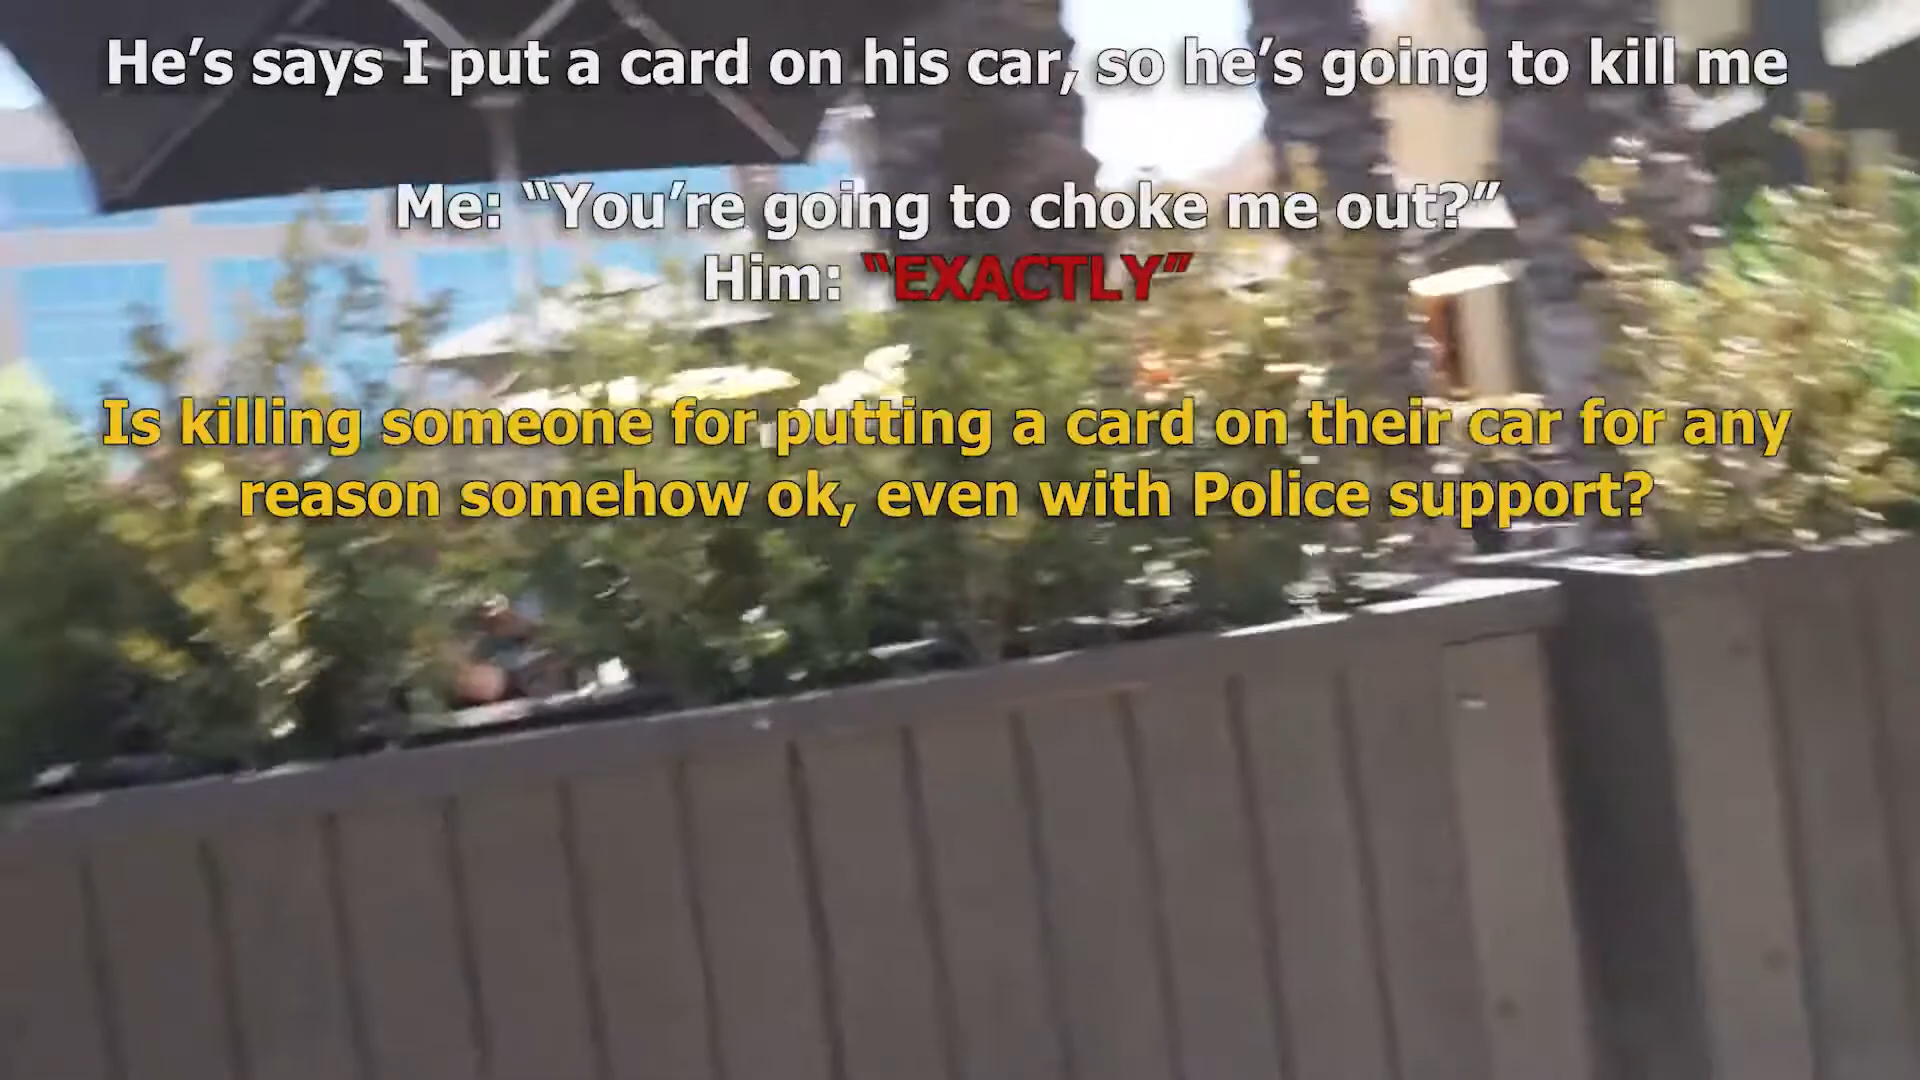 He’s says I put a card on his car, so he’s going to kill me
Me: “You’re going to choke me out?”
Him: “EXACTLY”
Is killing someone for putting a card on their car for any
reason somehow ok, even with Police support?